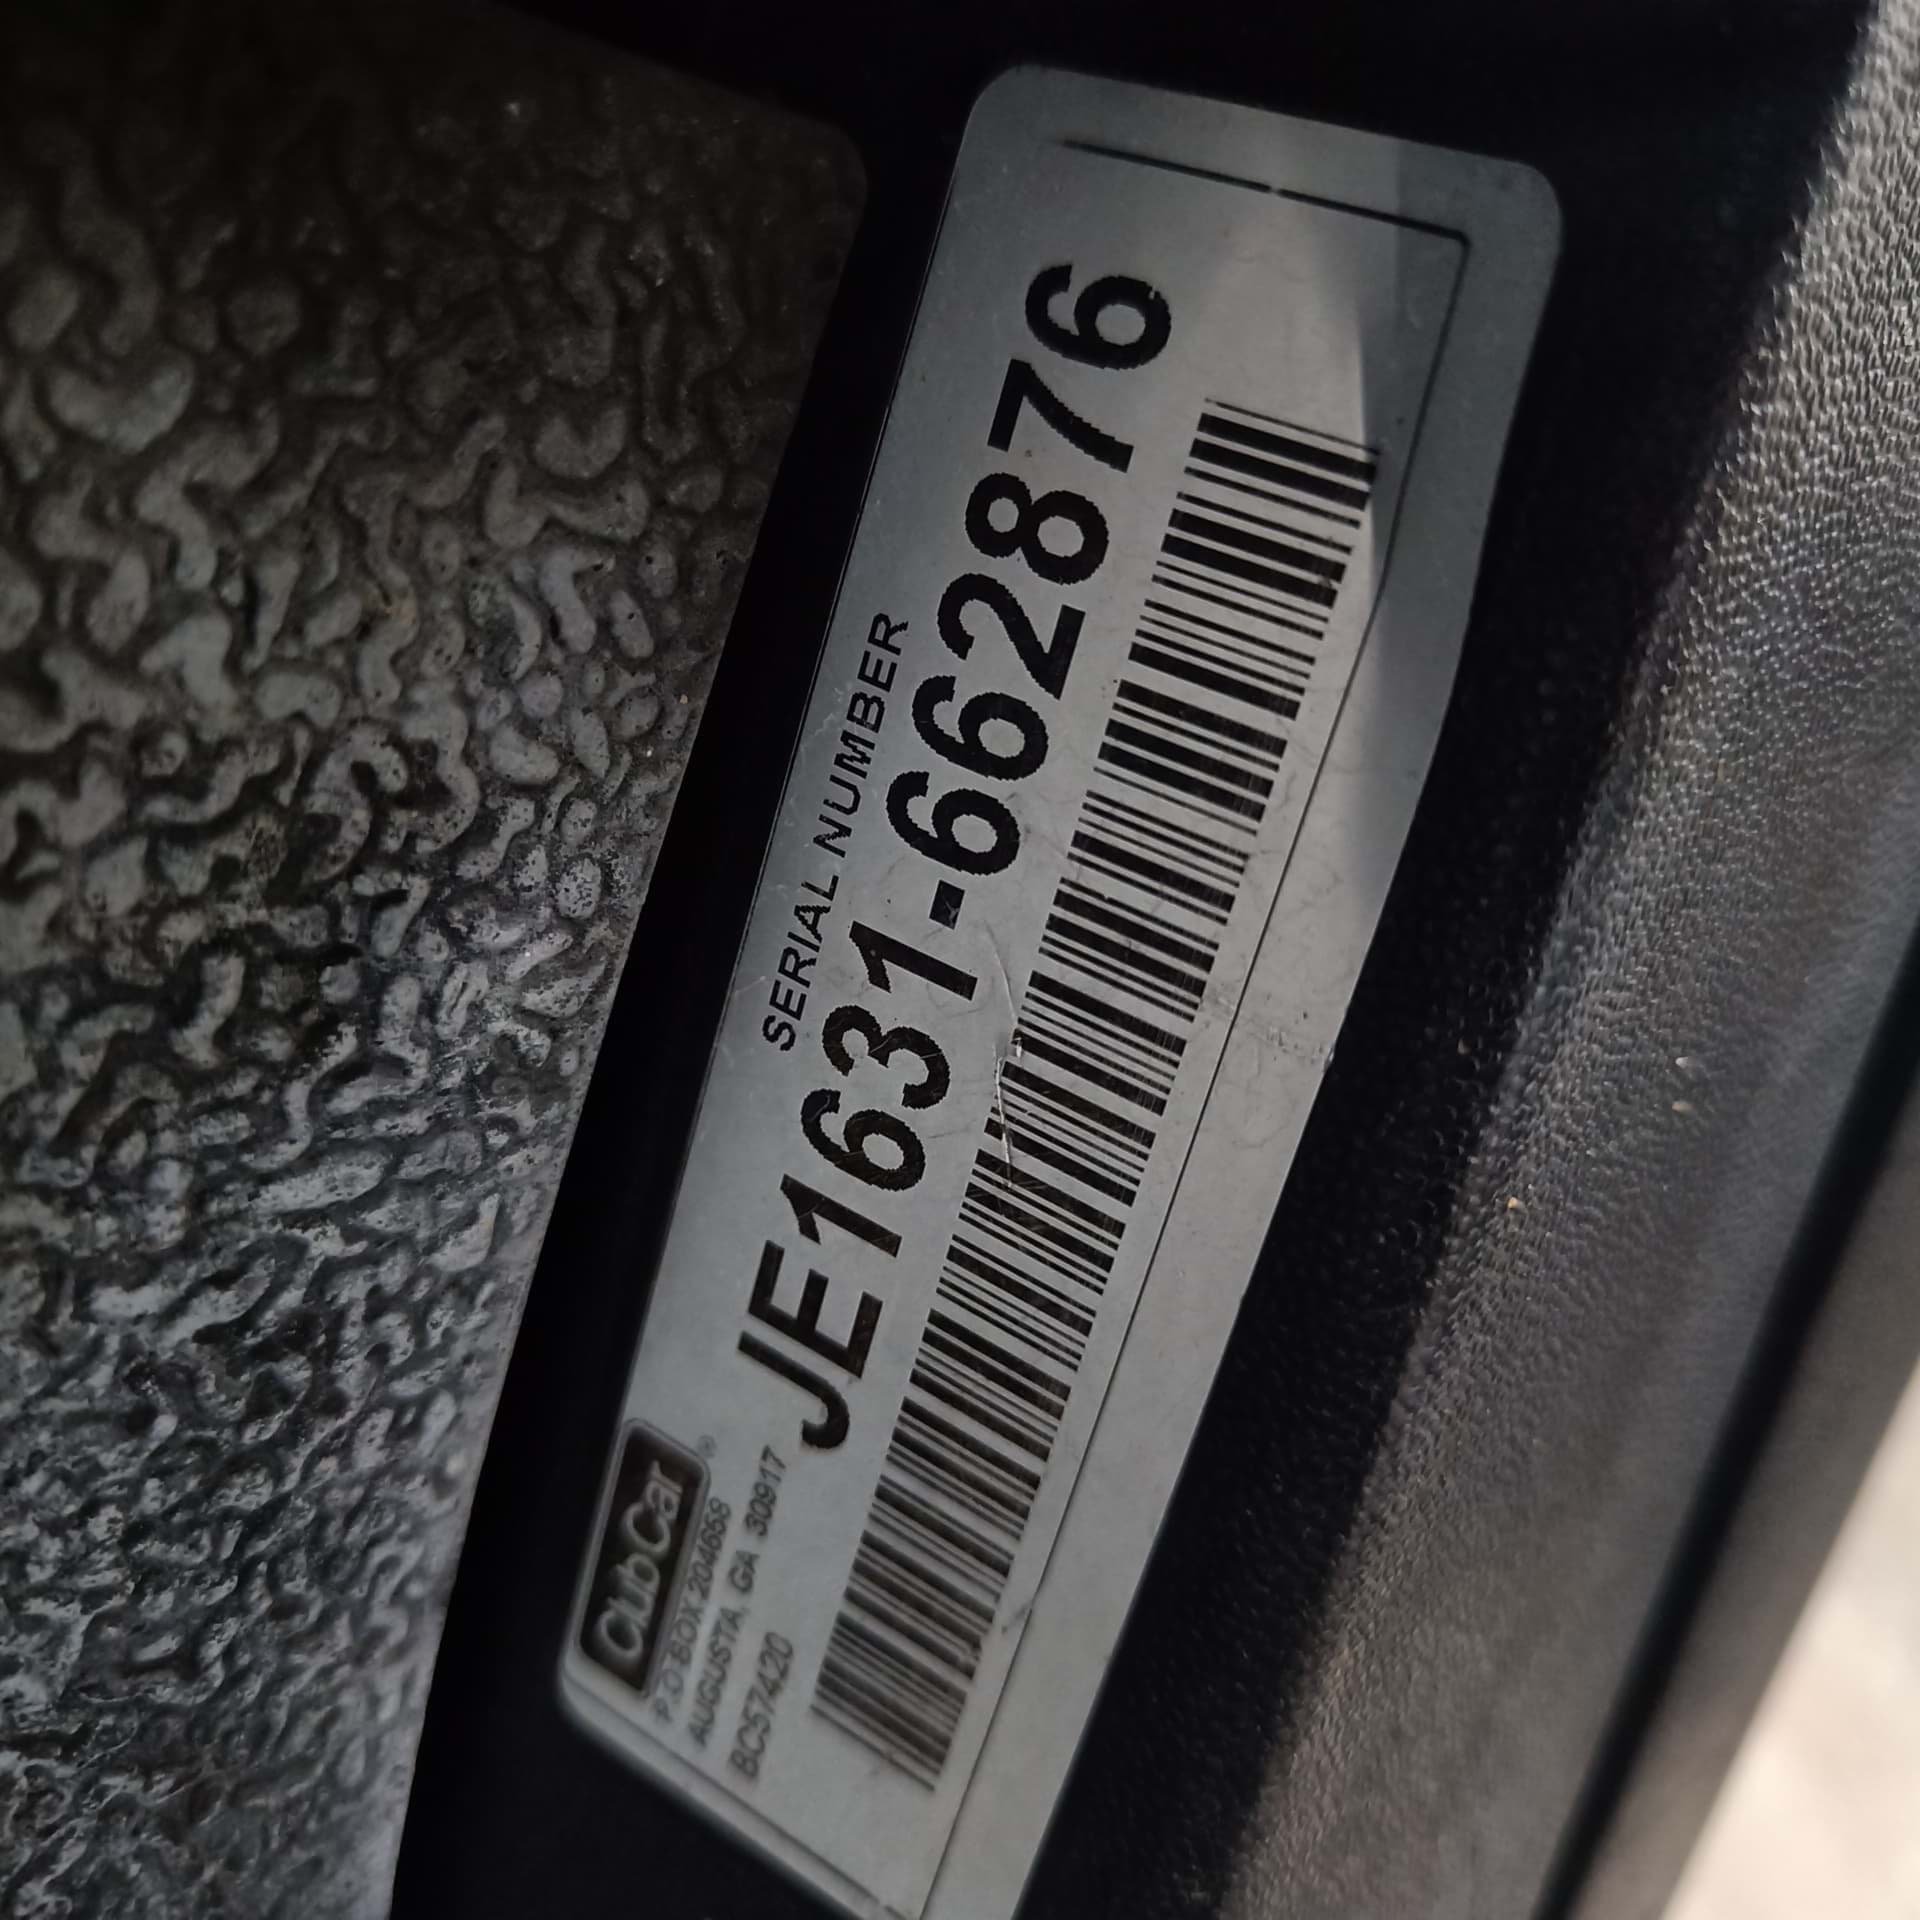 SERIAL NUMBER
JE1631-662876
Club Car®
P.O BOX 204658
AUGUSTA, GA 30917
BC57420